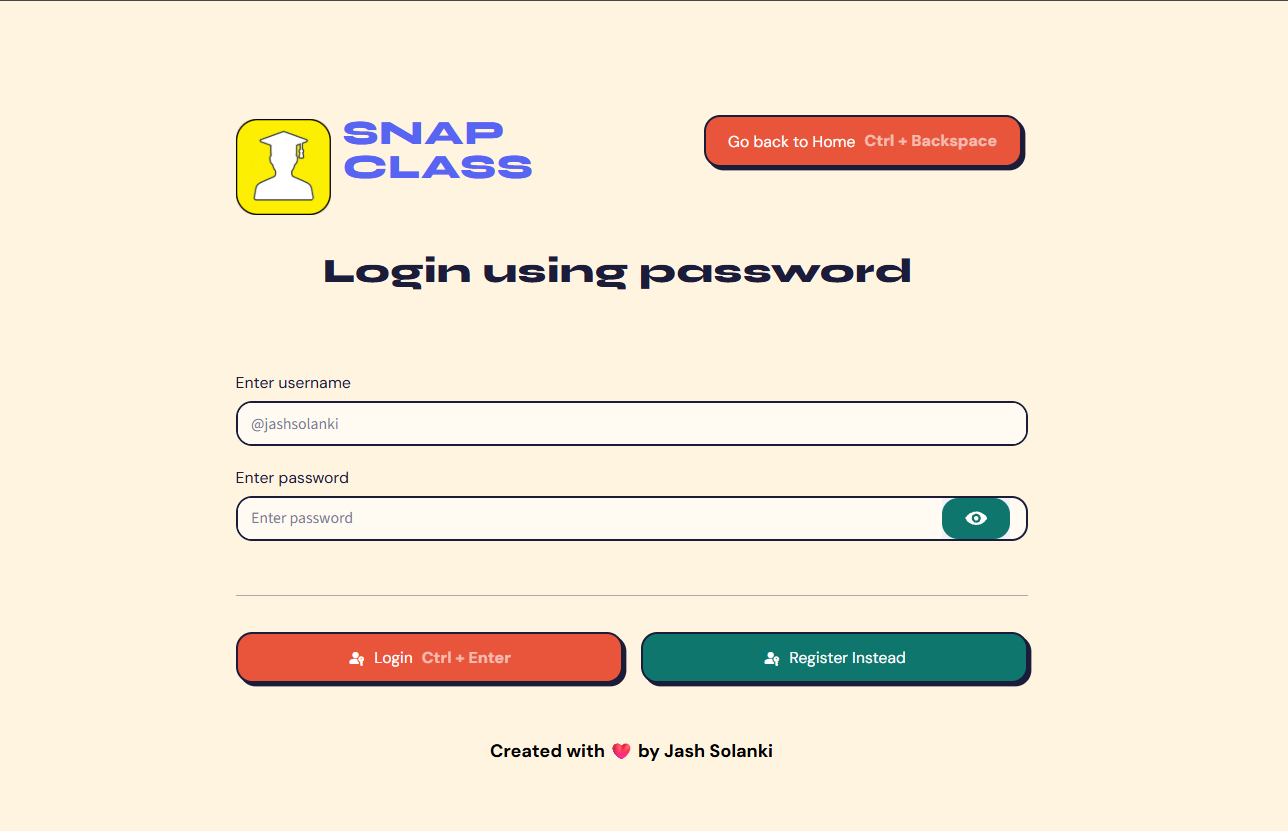 SNAP
CLASS
Go back to Home Ctrl + Backspace
Login using password
Enter username
@jashsolanki
Enter password
Enter password
Login Ctrl + Enter
Register Instead
Created with ❤️ by Jash Solanki